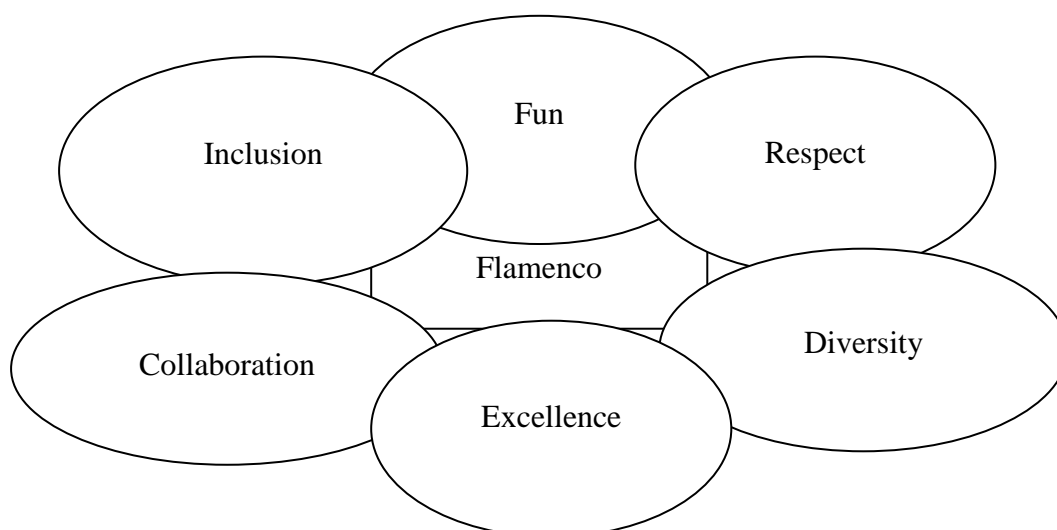 Fun
Inclusion
Respect
Flamenco
Diversity
Collaboration
Excellence